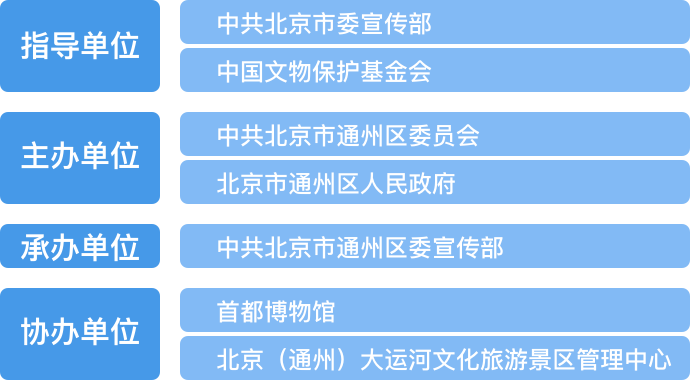 指导单位
中共北京市委宣传部
中国文物保护基金会
主办单位
中共北京市通州区委员会
北京市通州区人民政府
承办单位
中共北京市通州区委宣传部
协办单位
首都博物馆
北京（通州）大运河文化旅游景区管理中心